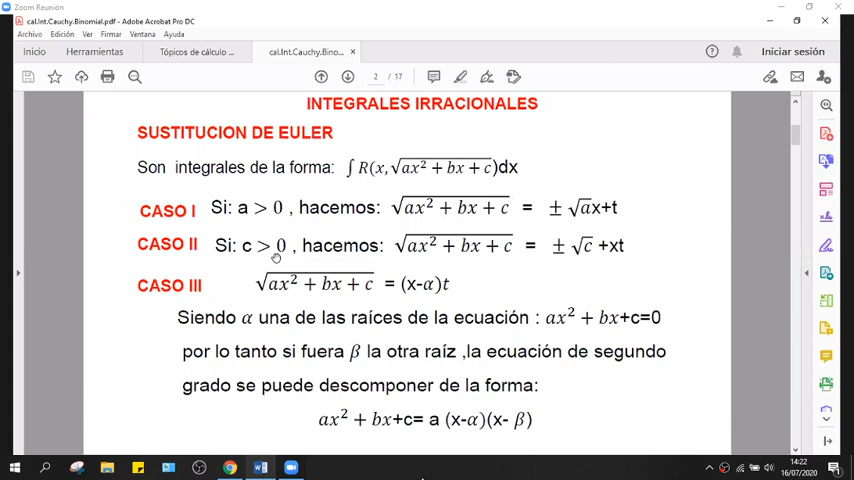 Zoom Reunión
cal.Int.Cauchy.Binomial.pdf - Adobe Acrobat Pro DC
Archivo Edición Ver Firmar Ventana Ayuda
Inicio Herramientas Tópicos de cálculo ... cal.Int.Cauchy.Bino... × Iniciar sesión
2 / 17
INTEGRALES IRRACIONALES
SUSTITUCION DE EULER
Son integrales de la forma: ∫ R(x,√(ax² + bx + c))dx
CASO I Si: a > 0 , hacemos: √(ax² + bx + c) = ± √a x+t
CASO II Si: c > 0 , hacemos: √(ax² + bx + c) = ± √c +xt
CASO III √(ax² + bx + c) = (x-α)t
Siendo α una de las raíces de la ecuación : ax² + bx+c=0
por lo tanto si fuera β la otra raíz ,la ecuación de segundo
grado se puede descomponer de la forma:
ax² + bx+c= a (x-α)(x- β)
14:22
16/07/2020